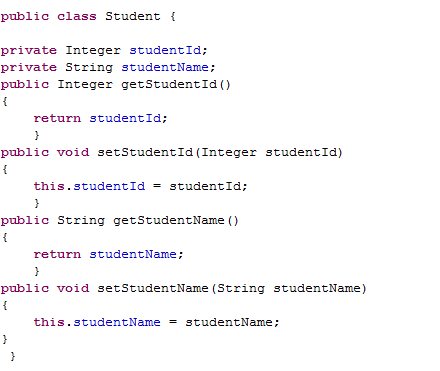 public class Student {
private Integer studentId;
private String studentName;
public Integer getStudentId()
{
return studentId;
}
public void setStudentId(Integer studentId)
{
this.studentId = studentId;
}
public String getStudentName()
{
return studentName;
}
public void setStudentName(String studentName)
{
this.studentName = studentName;
}
}